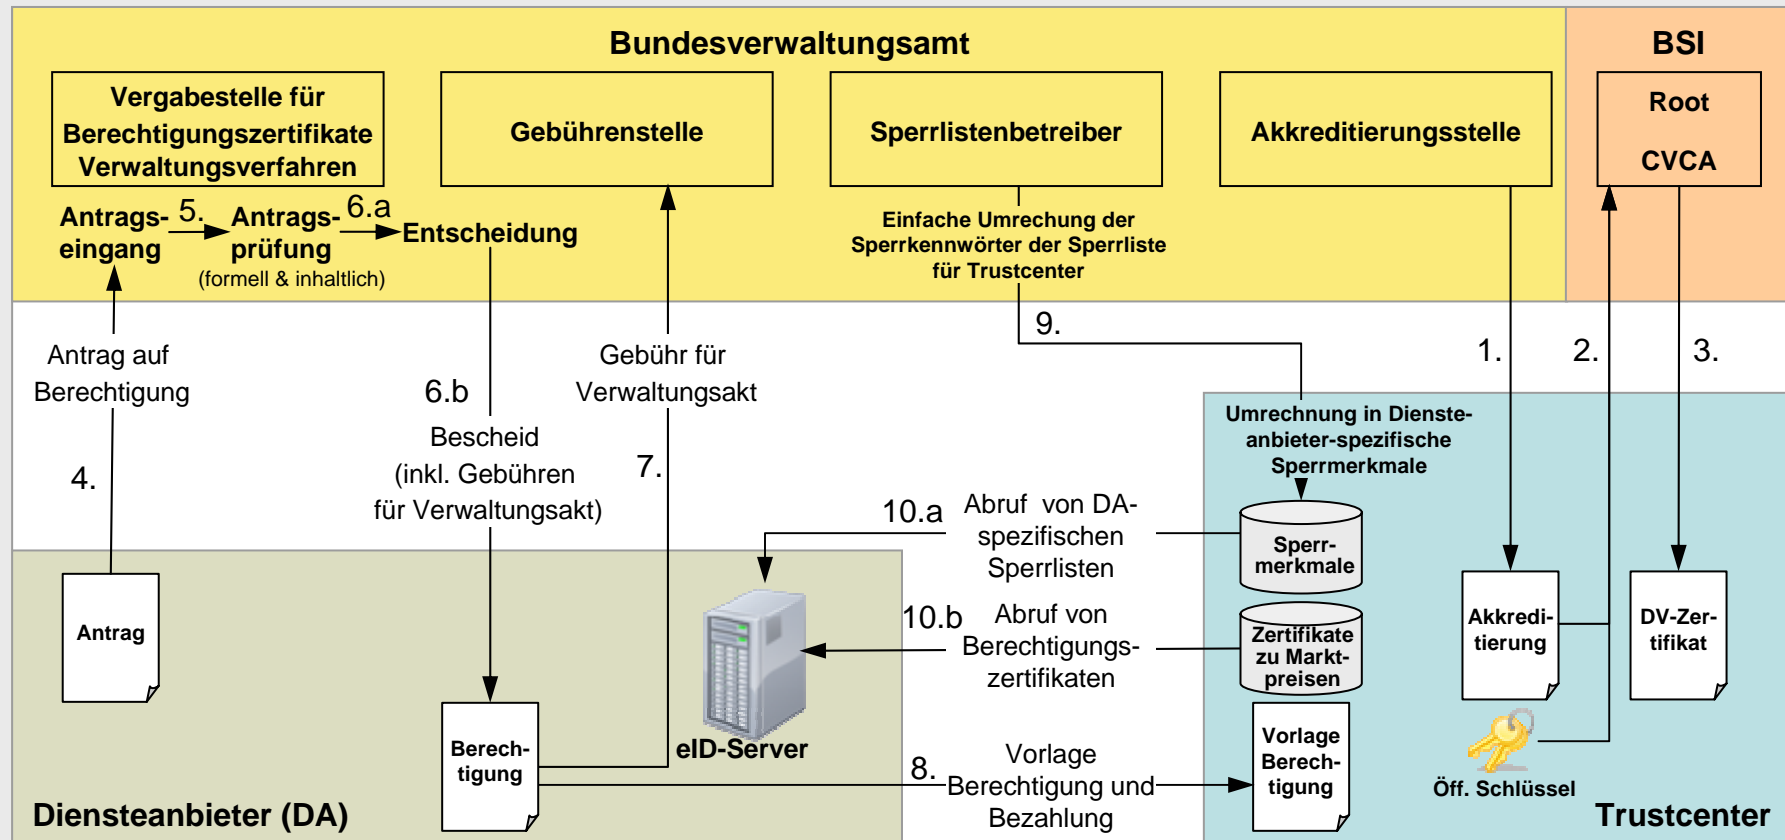 Bundesverwaltungsamt
BSI
Vergabestelle für
Berechtigungszertifikate
Verwaltungsverfahren
Gebührenstelle
Sperrlistenbetreiber
Akkreditierungsstelle
Root
CVCA
Antrags-
eingang
5.
Antrags-
prüfung
(formell & inhaltlich)
6.a
Entscheidung
Einfache Umrechung der
Sperrkennwörter der Sperrliste
für Trustcenter
Antrag auf
Berechtigung
4.
6.b
Bescheid
(inkl. Gebühren
für Verwaltungsakt)
Gebühr für
Verwaltungsakt
7.
9.
1.
2.
3.
Umrechnung in Dienste-
anbieter-spezifische
Sperrmerkmale
10.a
Abruf von DA-
spezifischen
Sperrlisten
Sperr-
merkmale
10.b
Abruf von
Berechtigungs-
zertifikaten
Zertifikate
zu Markt-
preisen
Antrag
Akkredi-
tierung
DV-Zer-
tifikat
Berech-
tigung
eID-Server
8.
Vorlage
Berechtigung und
Bezahlung
Vorlage
Berech-
tigung
Öff. Schlüssel
Diensteanbieter (DA)
Trustcenter